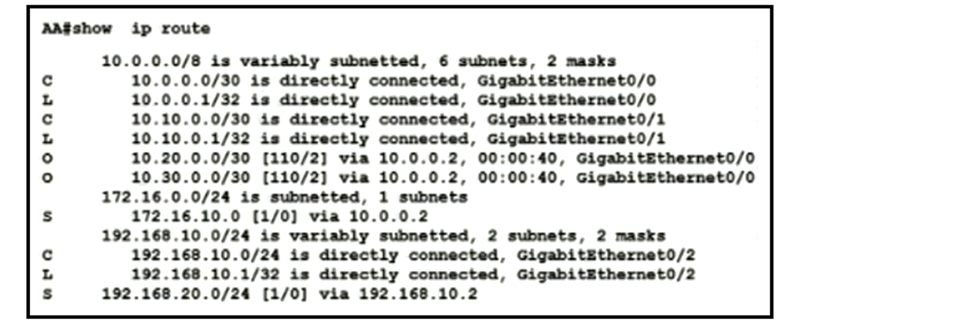 AA#show ip route
10.0.0.0/8 is variably subnetted, 6 subnets, 2 masks
C 10.0.0.0/30 is directly connected, GigabitEthernet0/0
L 10.0.0.1/32 is directly connected, GigabitEthernet0/0
C 10.10.0.0/30 is directly connected, GigabitEthernet0/1
L 10.10.0.1/32 is directly connected, GigabitEthernet0/1
O 10.20.0.0/30 [110/2] via 10.0.0.2, 00:00:40, GigabitEthernet0/0
O 10.30.0.0/30 [110/2] via 10.0.0.2, 00:00:40, GigabitEthernet0/0
172.16.0.0/24 is subnetted, 1 subnets
S 172.16.10.0 [1/0] via 10.0.0.2
192.168.10.0/24 is variably subnetted, 2 subnets, 2 masks
C 192.168.10.0/24 is directly connected, GigabitEthernet0/2
L 192.168.10.1/32 is directly connected, GigabitEthernet0/2
S 192.168.20.0/24 [1/0] via 192.168.10.2